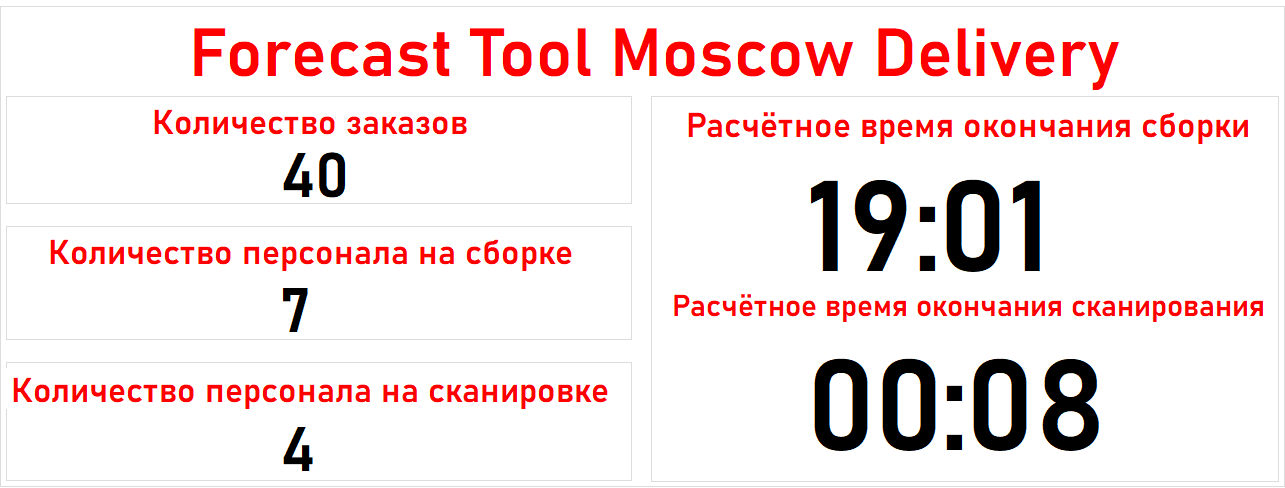 Forecast Tool Moscow Delivery
Количество заказов
40
Количество персонала на сборке
7
Количество персонала на сканировке
4
Расчётное время окончания сборки
19:01
Расчётное время окончания сканирования
00:08